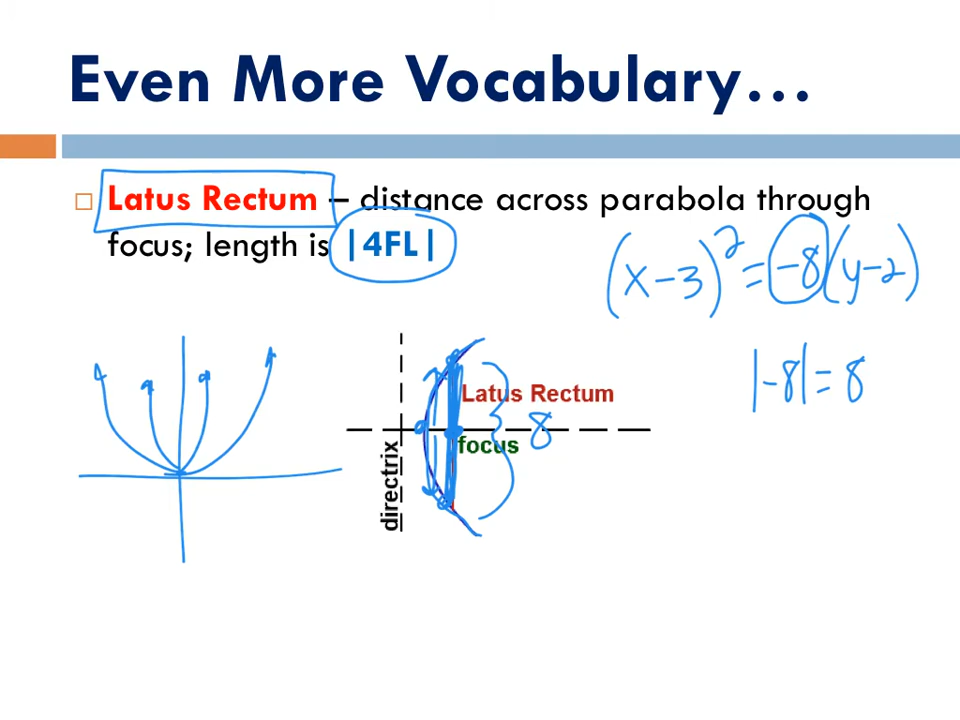 Even More Vocabulary…
Latus Rectum – distance across parabola through
focus; length is |4FL|
(x-3)²=-8(y-2)
|-8|=8
Latus Rectum
8
focus
directrix